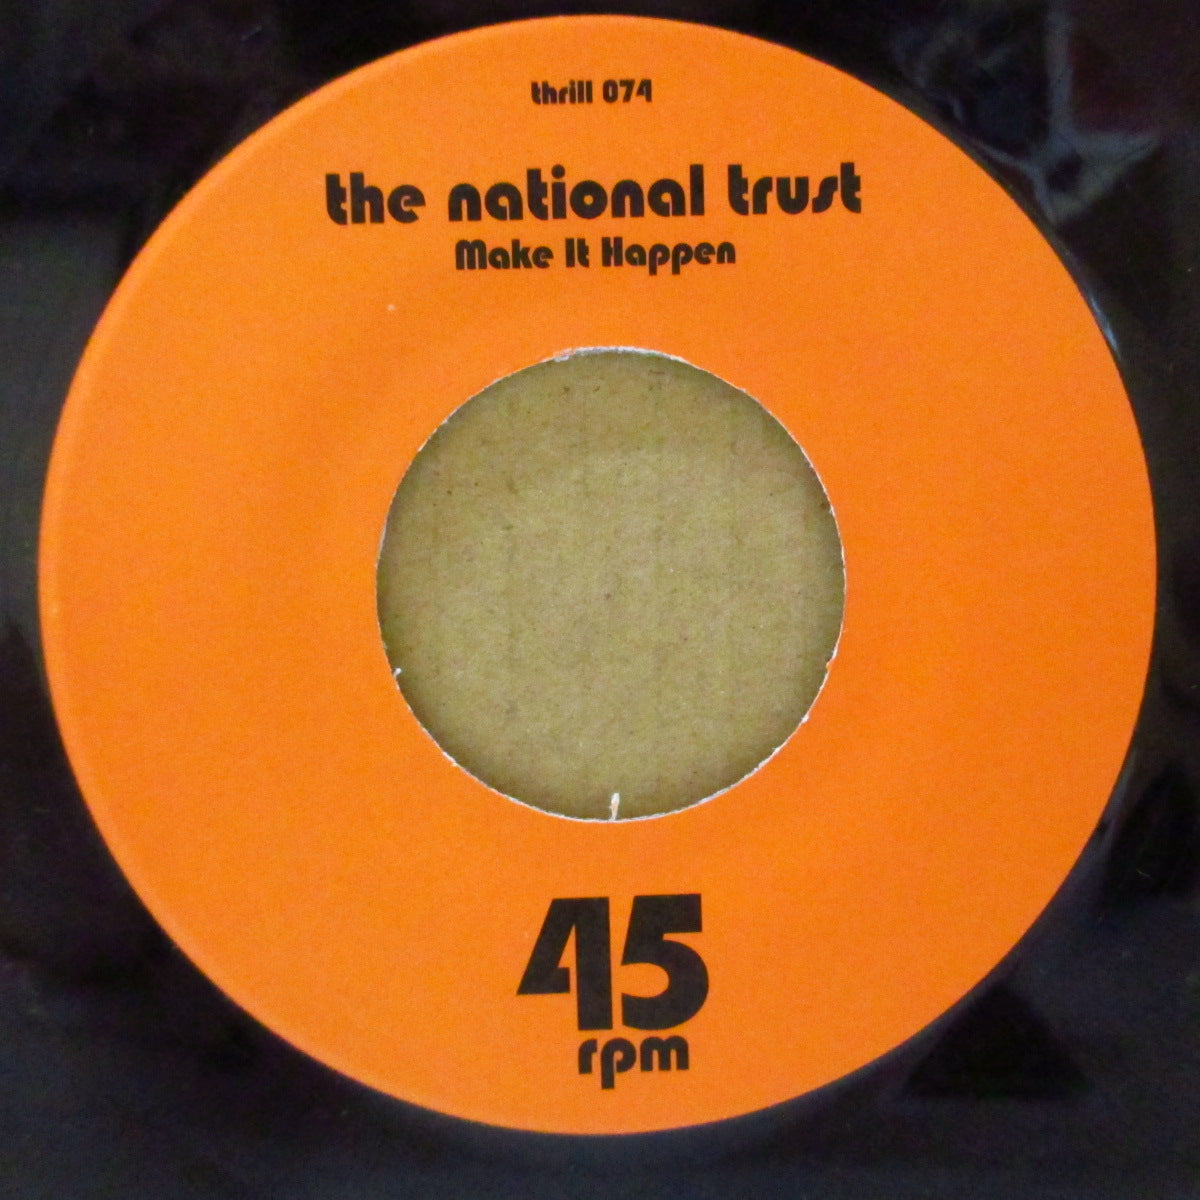 thrill 074
the national trust
Make It Happen
45
rpm